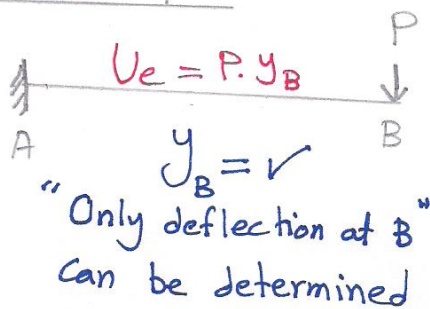 P
Ue = P.yB
A
B
yB = ✓
"Only deflection at B"
can be determined